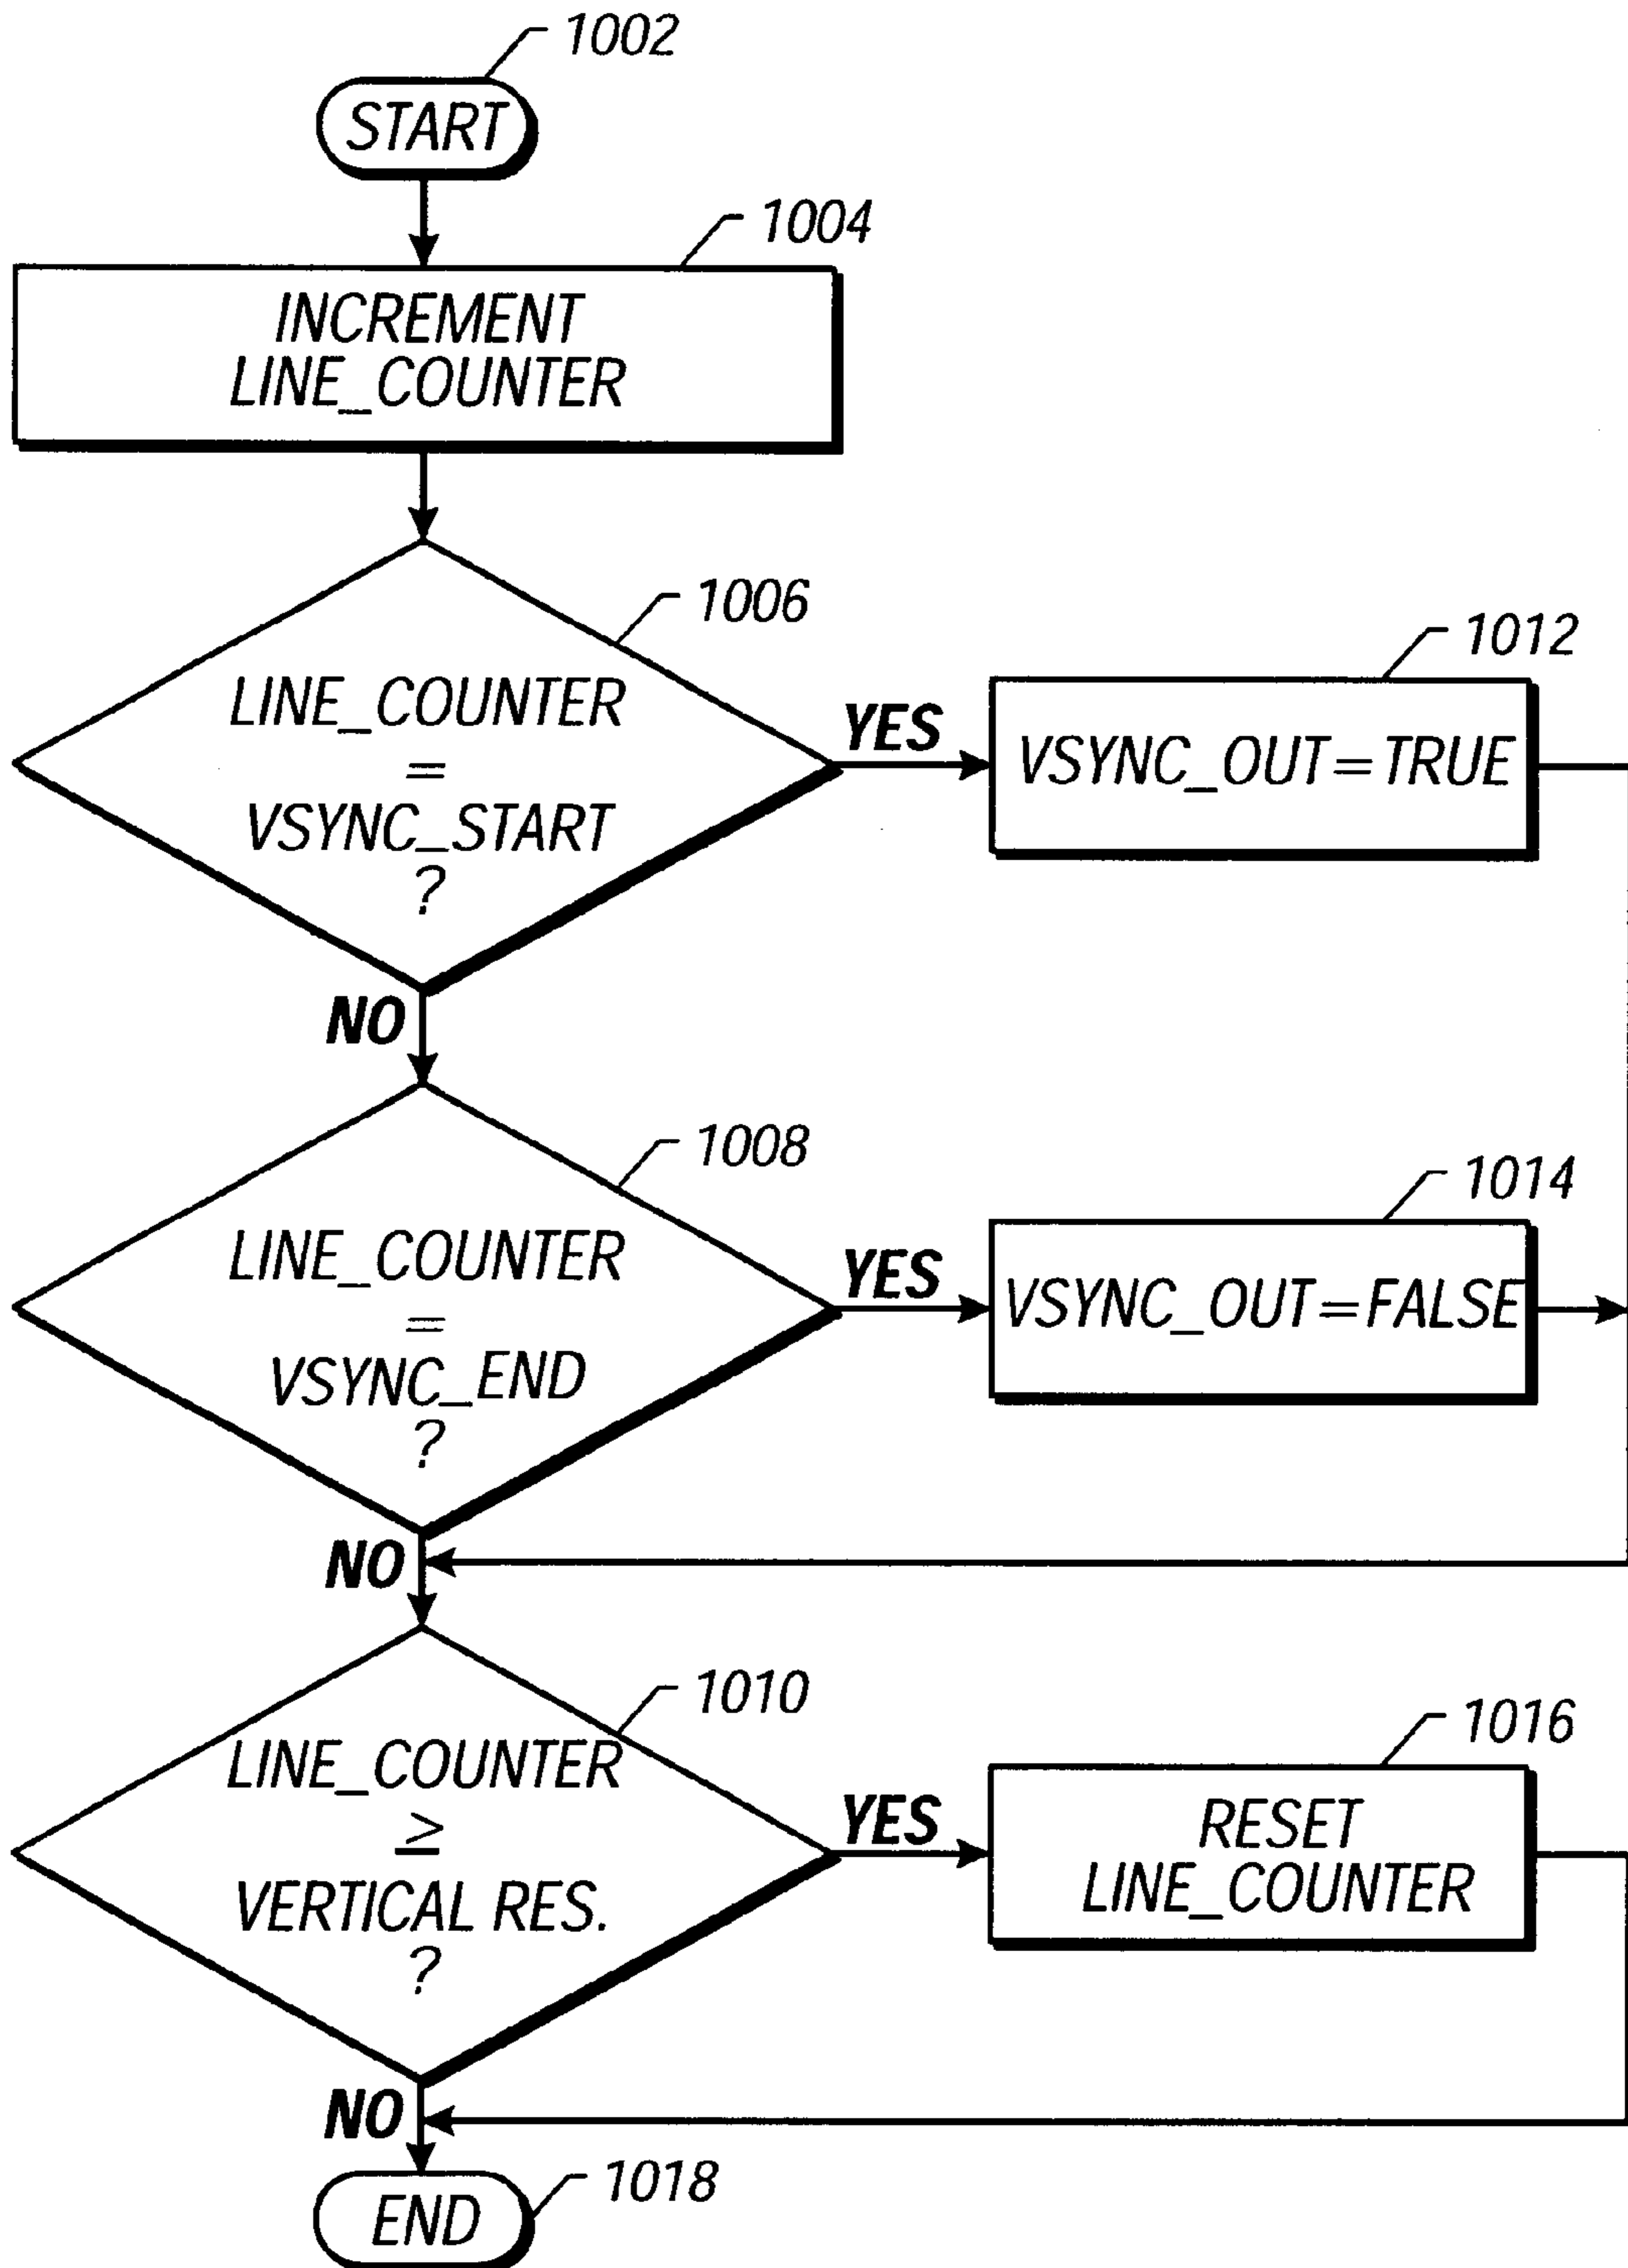 1002
START
1004
INCREMENT
LINE_COUNTER
1006
LINE_COUNTER
=
VSYNC_START
?
YES
1012
VSYNC_OUT=TRUE
NO
1008
LINE_COUNTER
=
VSYNC_END
?
YES
1014
VSYNC_OUT=FALSE
NO
1010
LINE_COUNTER
≥
VERTICAL RES.
?
YES
1016
RESET
LINE_COUNTER
NO
1018
END